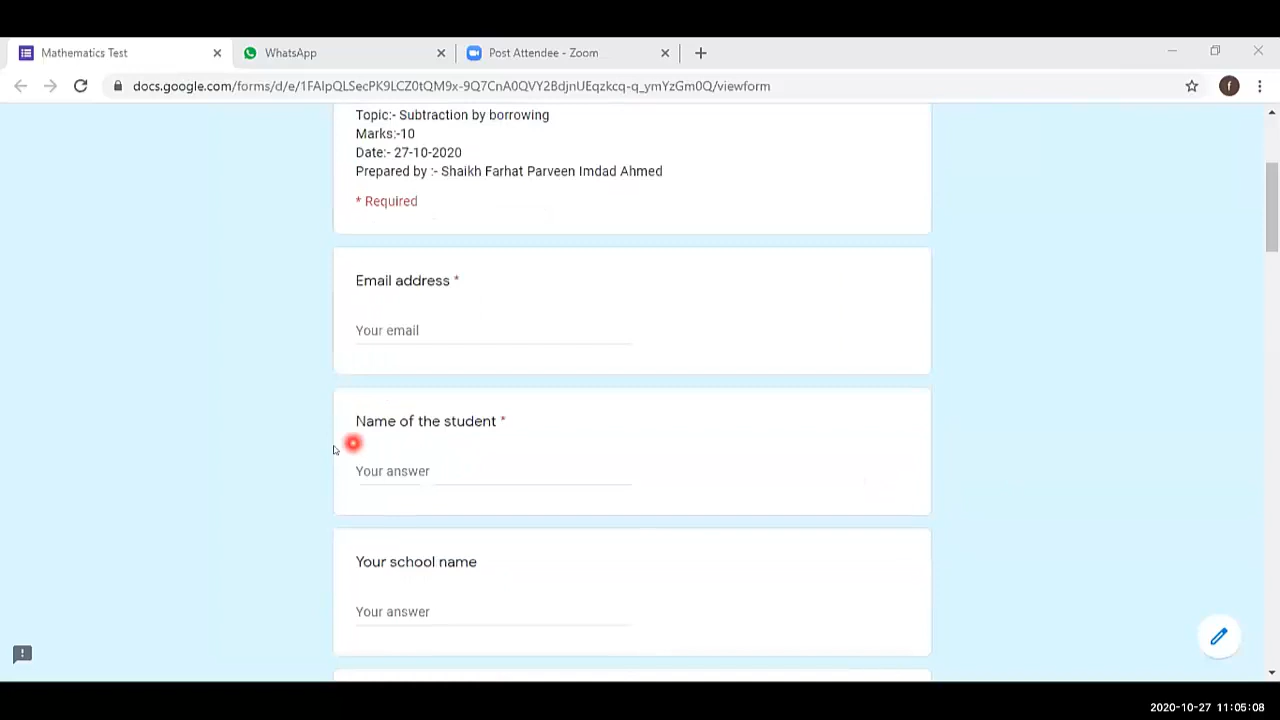 Mathematics Test
WhatsApp
Post Attendee - Zoom
docs.google.com/forms/d/e/1FAIpQLSecPK9LCZ0tQM9x-9Q7CnA0QVY2BdjnUEqzkcq-q_ymYzGm0Q/viewform
f
Topic:- Subtraction by borrowing
Marks:-10
Date:- 27-10-2020
Prepared by :- Shaikh Farhat Parveen Imdad Ahmed
* Required
Email address *
Your email
Name of the student *
Your answer
Your school name
Your answer
2020-10-27 11:05:08